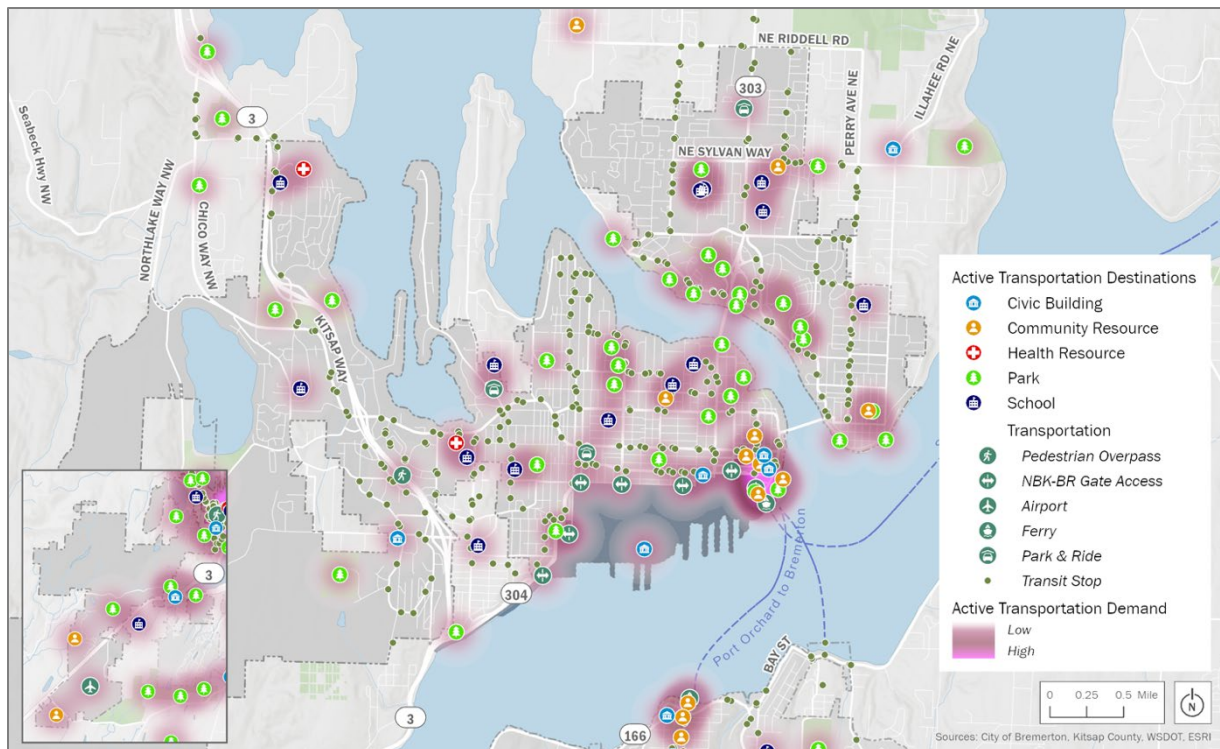 NE RIDDELL RD
303
3
Seabeck Hwy NW
NORTHLAKE WAY NW
CHICO WAY NW
NE SYLVAN WAY
PERRY AVE NE
ILLAHEE RD NE
KITSAP WAY
304
3
166
Port Orchard to Bremerton
BAY ST
3
Active Transportation Destinations
Civic Building
Community Resource
Health Resource
Park
School
Transportation
Pedestrian Overpass
NBK-BR Gate Access
Airport
Ferry
Park & Ride
Transit Stop
Active Transportation Demand
Low
High
0 0.25 0.5 Mile
N
Sources: City of Bremerton, Kitsap County, WSDOT, ESRI